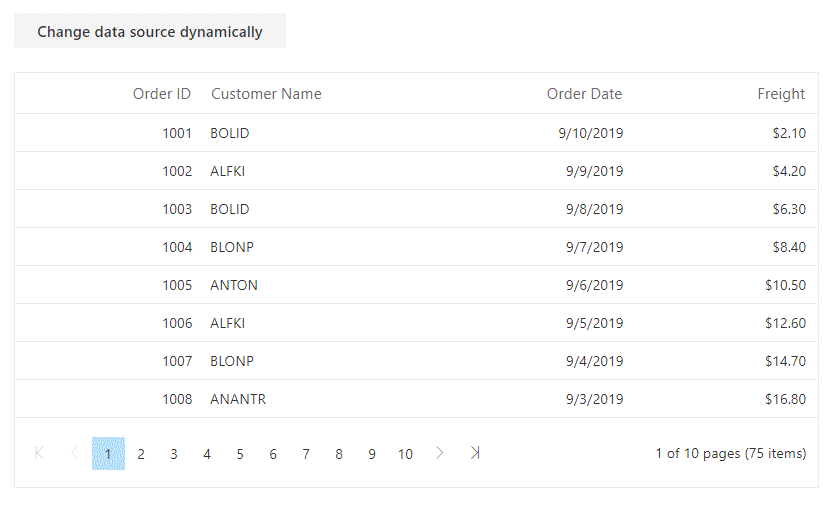 Change data source dynamically
Order ID Customer Name Order Date Freight
1001 BOLID 9/10/2019 $2.10
1002 ALFKI 9/9/2019 $4.20
1003 BOLID 9/8/2019 $6.30
1004 BLONP 9/7/2019 $8.40
1005 ANTON 9/6/2019 $10.50
1006 ALFKI 9/5/2019 $12.60
1007 BLONP 9/4/2019 $14.70
1008 ANANTR 9/3/2019 $16.80
1 2 3 4 5 6 7 8 9 10 1 of 10 pages (75 items)